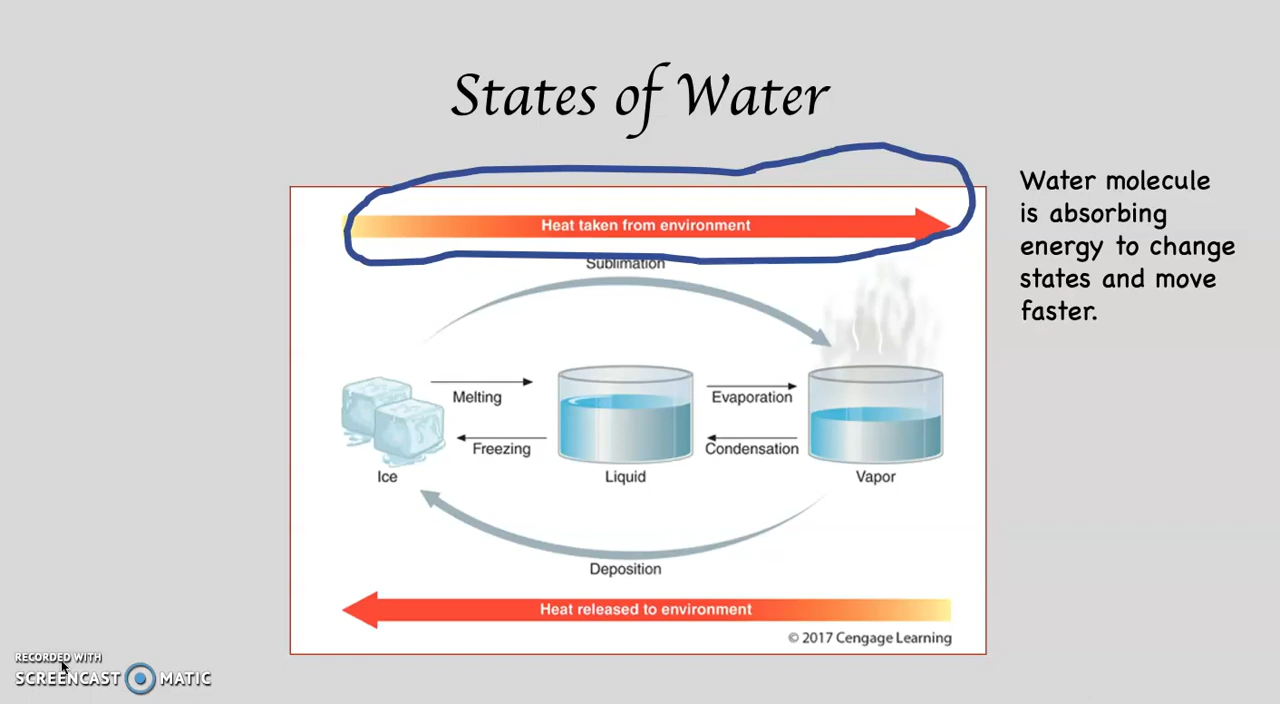 States of Water
Heat taken from environment
Sublimation
Water molecule
is absorbing
energy to change
states and move
faster.
Melting
Evaporation
Freezing
Condensation
Ice
Liquid
Vapor
Deposition
Heat released to environment
© 2017 Cengage Learning
RECORDED WITH
SCREENCAST MATIC